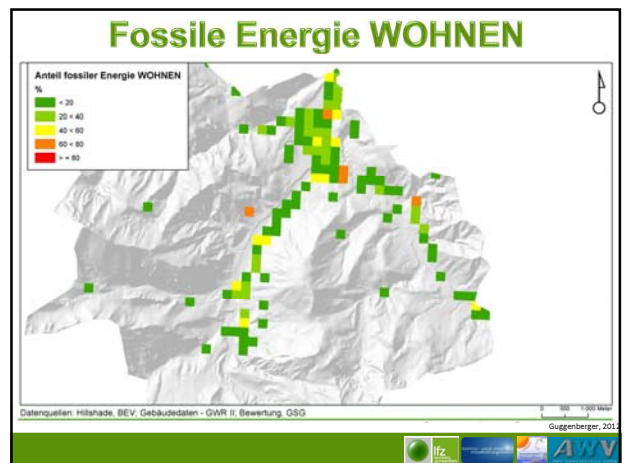 Fossile Energie WOHNEN
Anteil fossiler Energie WOHNEN
%
< 20
20 < 40
40 < 60
60 < 80
> = 80
Datenquellen: Hillshade, BEV; Gebäudedaten - GWR II; Bewertung, GSG
0 500 1.000 Meter
Guggenberger, 2012
lfz
AWV